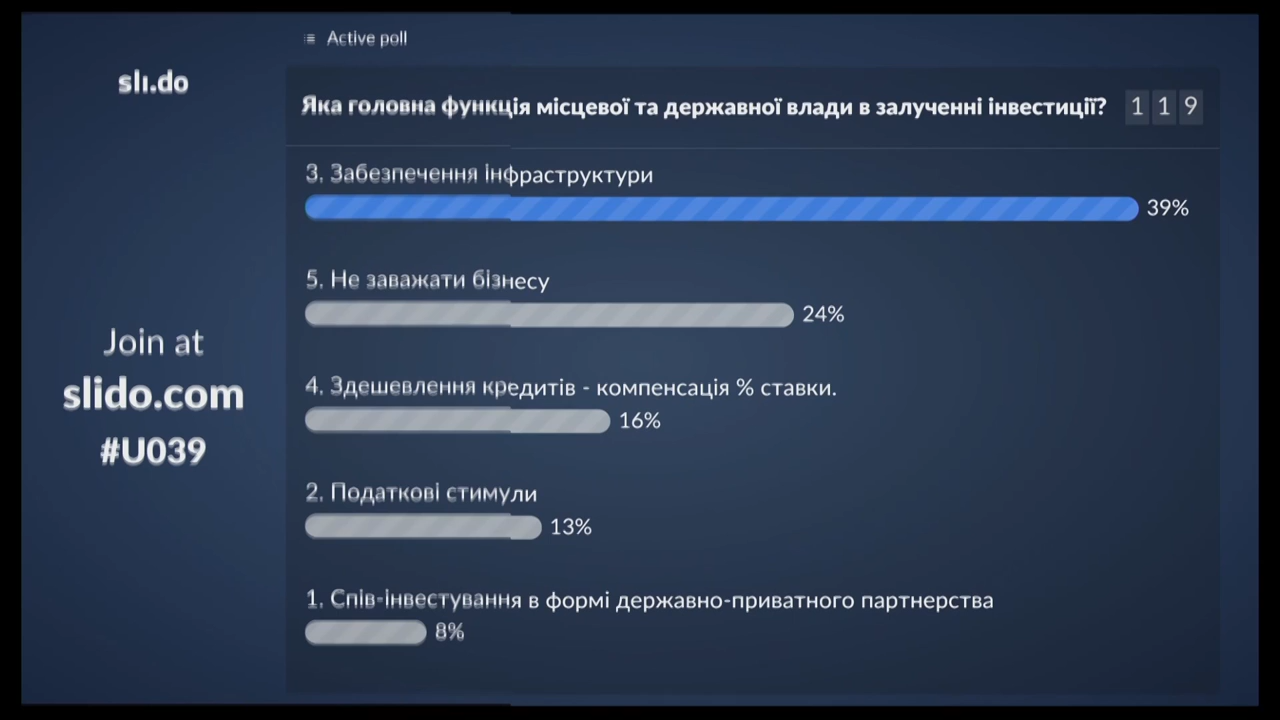 Active poll
sli.do
Яка головна функція місцевої та державної влади в залученні інвестиції? 119
3. Забезпечення інфраструктури
39%
5. Не заважати бізнесу
24%
Join at
slido.com
#U039
4. Здешевлення кредитів - компенсація % ставки.
16%
2. Податкові стимули
13%
1. Спів-інвестування в формі державно-приватного партнерства
8%